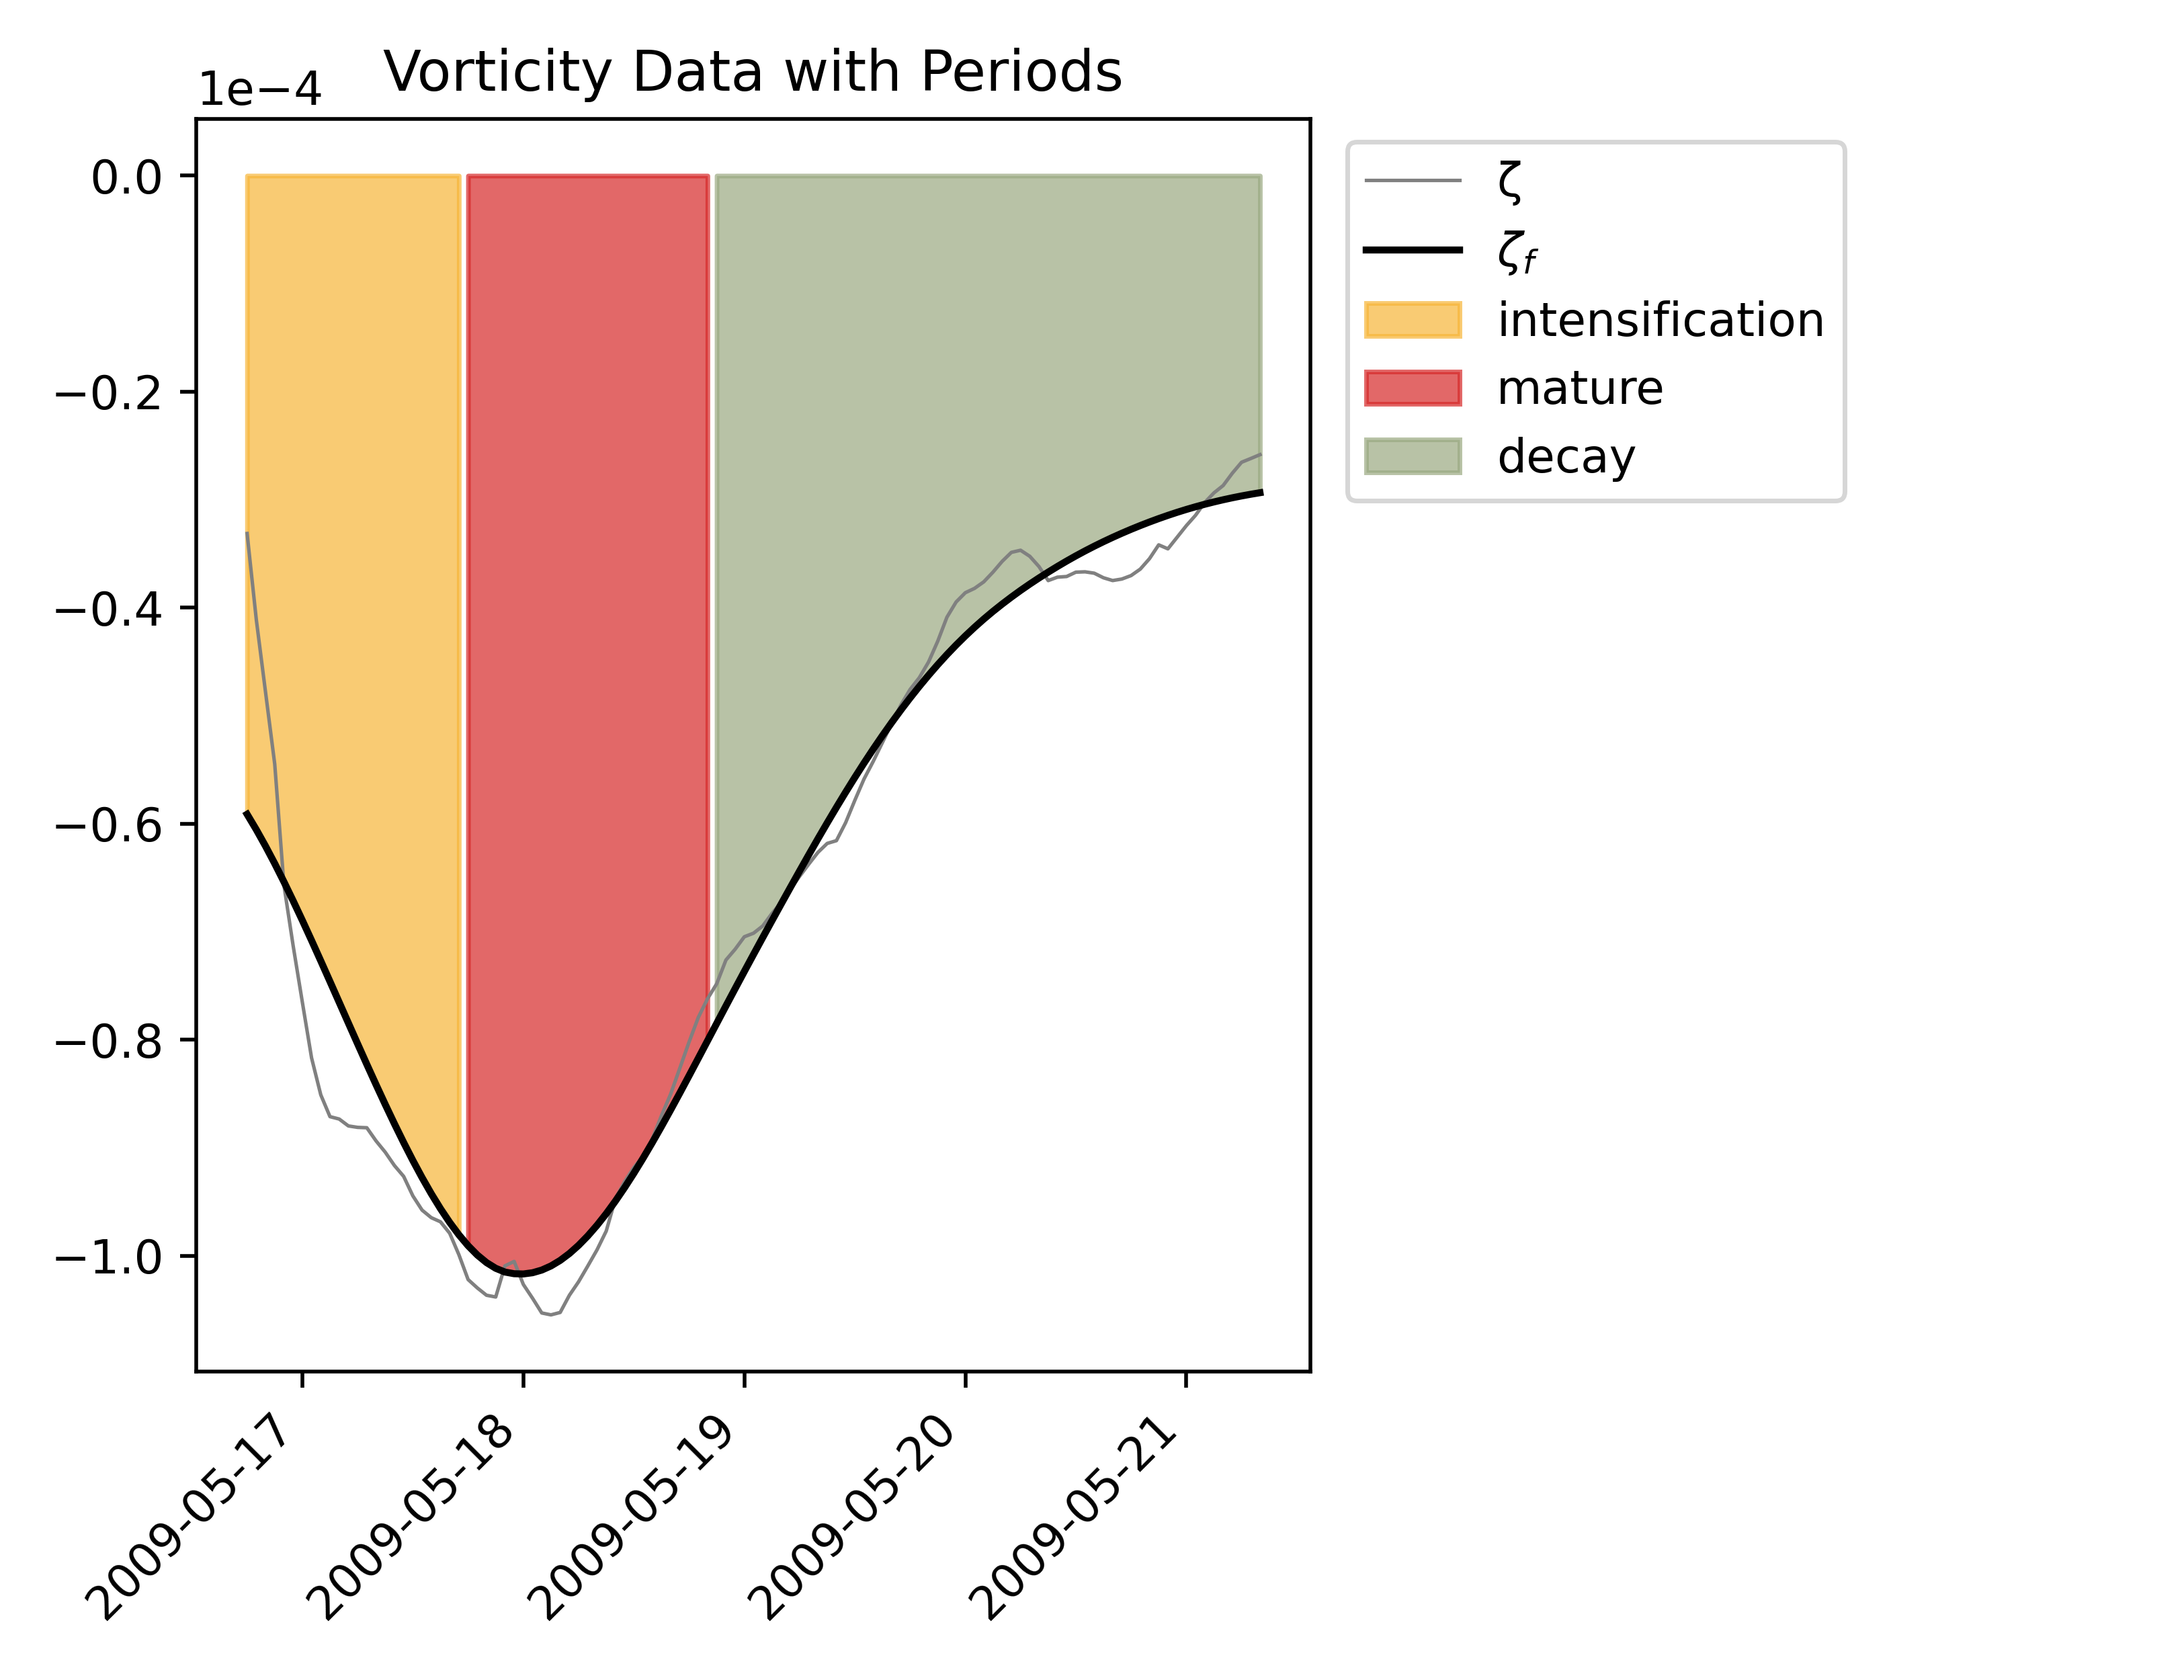 Vorticity Data with Periods
1e−4
0.0
−0.2
−0.4
−0.6
−0.8
−1.0
2009-05-17
2009-05-18
2009-05-19
2009-05-20
2009-05-21
ζ
ζf
intensification
mature
decay